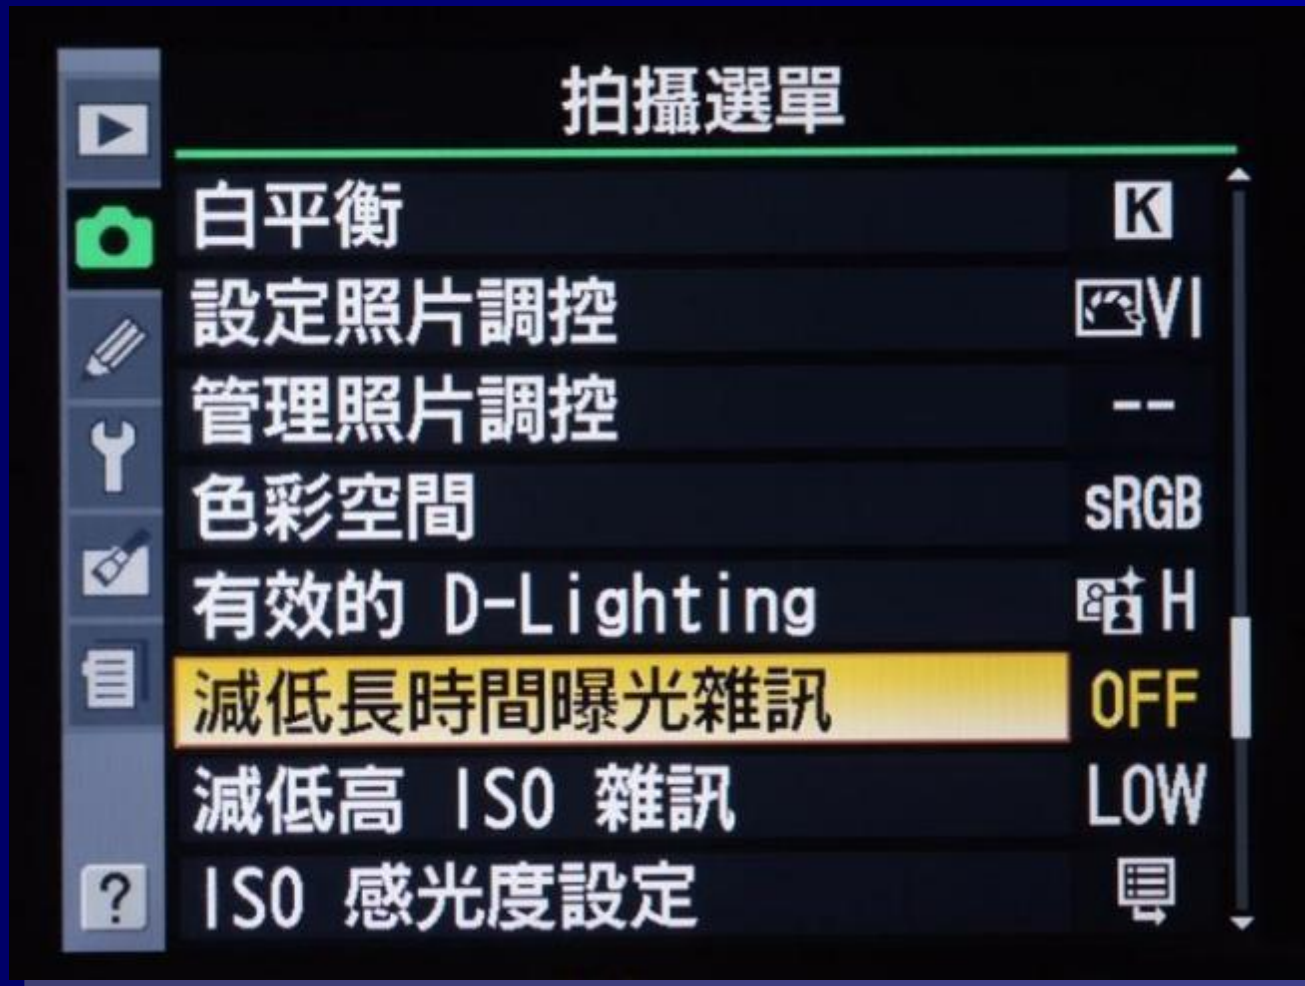 拍攝選單
白平衡 K
設定照片調控 VI
管理照片調控 --
色彩空間 sRGB
有效的 D-Lighting H
減低長時間曝光雜訊 OFF
減低高 ISO 雜訊 LOW
? ISO 感光度設定